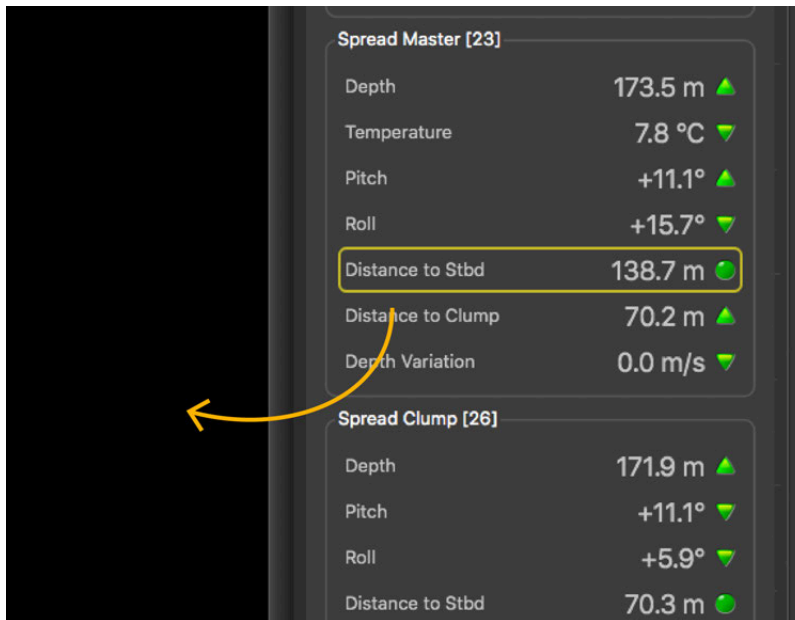 Spread Master [23]
Depth 173.5 m
Temperature 7.8 °C
Pitch +11.1°
Roll +15.7°
Distance to Stbd 138.7 m
Distance to Clump 70.2 m
Depth Variation 0.0 m/s
Spread Clump [26]
Depth 171.9 m
Pitch +11.1°
Roll +5.9°
Distance to Stbd 70.3 m